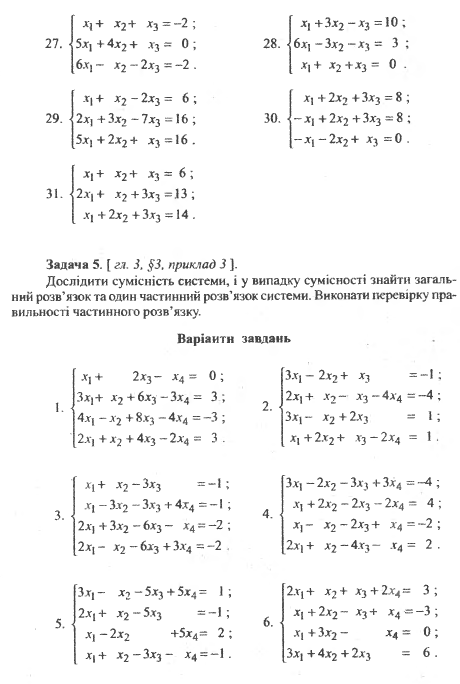 27. { x₁ + x₂ + x₃ = −2 ;
5x₁ + 4x₂ + x₃ = 0 ;
6x₁ − x₂ − 2x₃ = −2 .
28. { x₁ + 3x₂ − x₃ = 10 ;
6x₁ − 3x₂ − x₃ = 3 ;
x₁ + x₂ + x₃ = 0 .
29. { x₁ + x₂ − 2x₃ = 6 ;
2x₁ + 3x₂ − 7x₃ = 16 ;
5x₁ + 2x₂ + x₃ = 16 .
30. { x₁ + 2x₂ + 3x₃ = 8 ;
−x₁ + 2x₂ + 3x₃ = 8 ;
−x₁ − 2x₂ + x₃ = 0 .
31. { x₁ + x₂ + x₃ = 6 ;
2x₁ + x₂ + 3x₃ = 13 ;
x₁ + 2x₂ + 3x₃ = 14 .
Задача 5. [ гл. 3, §3, приклад 3 ].
Дослідити сумісність системи, і у випадку сумісності знайти загаль-
ний розв’язок та один частинний розв’язок системи. Виконати перевірку пра-
вильності частинного розв’язку.
Варіанти завдань
1. { x₁ + 2x₃ − x₄ = 0 ;
3x₁ + x₂ + 6x₃ − 3x₄ = 3 ;
4x₁ − x₂ + 8x₃ − 4x₄ = −3 ;
2x₁ + x₂ + 4x₃ − 2x₄ = 3 .
2. { 3x₁ − 2x₂ + x₃ = −1 ;
2x₁ + x₂ − x₃ − 4x₄ = −4 ;
3x₁ − x₂ + 2x₃ = 1 ;
x₁ + 2x₂ + x₃ − 2x₄ = 1 .
3. { x₁ + x₂ − 3x₃ = −1 ;
x₁ − 3x₂ − 3x₃ + 4x₄ = −1 ;
2x₁ + 3x₂ − 6x₃ − x₄ = −2 ;
2x₁ − x₂ − 6x₃ + 3x₄ = −2 .
4. { 3x₁ − 2x₂ − 3x₃ + 3x₄ = −4 ;
x₁ + 2x₂ − 2x₃ − 2x₄ = 4 ;
x₁ − x₂ − 2x₃ + x₄ = −2 ;
2x₁ + x₂ − 4x₃ − x₄ = 2 .
5. { 3x₁ − x₂ − 5x₃ + 5x₄ = 1 ;
2x₁ + x₂ − 5x₃ = −1 ;
x₁ − 2x₂ +5x₄ = 2 ;
x₁ + x₂ − 3x₃ − x₄ = −1 .
6. { 2x₁ + x₂ + x₃ + 2x₄ = 3 ;
x₁ + 2x₂ − x₃ + x₄ = −3 ;
x₁ + 3x₂ − x₄ = 0 ;
3x₁ + 4x₂ + 2x₃ = 6 .